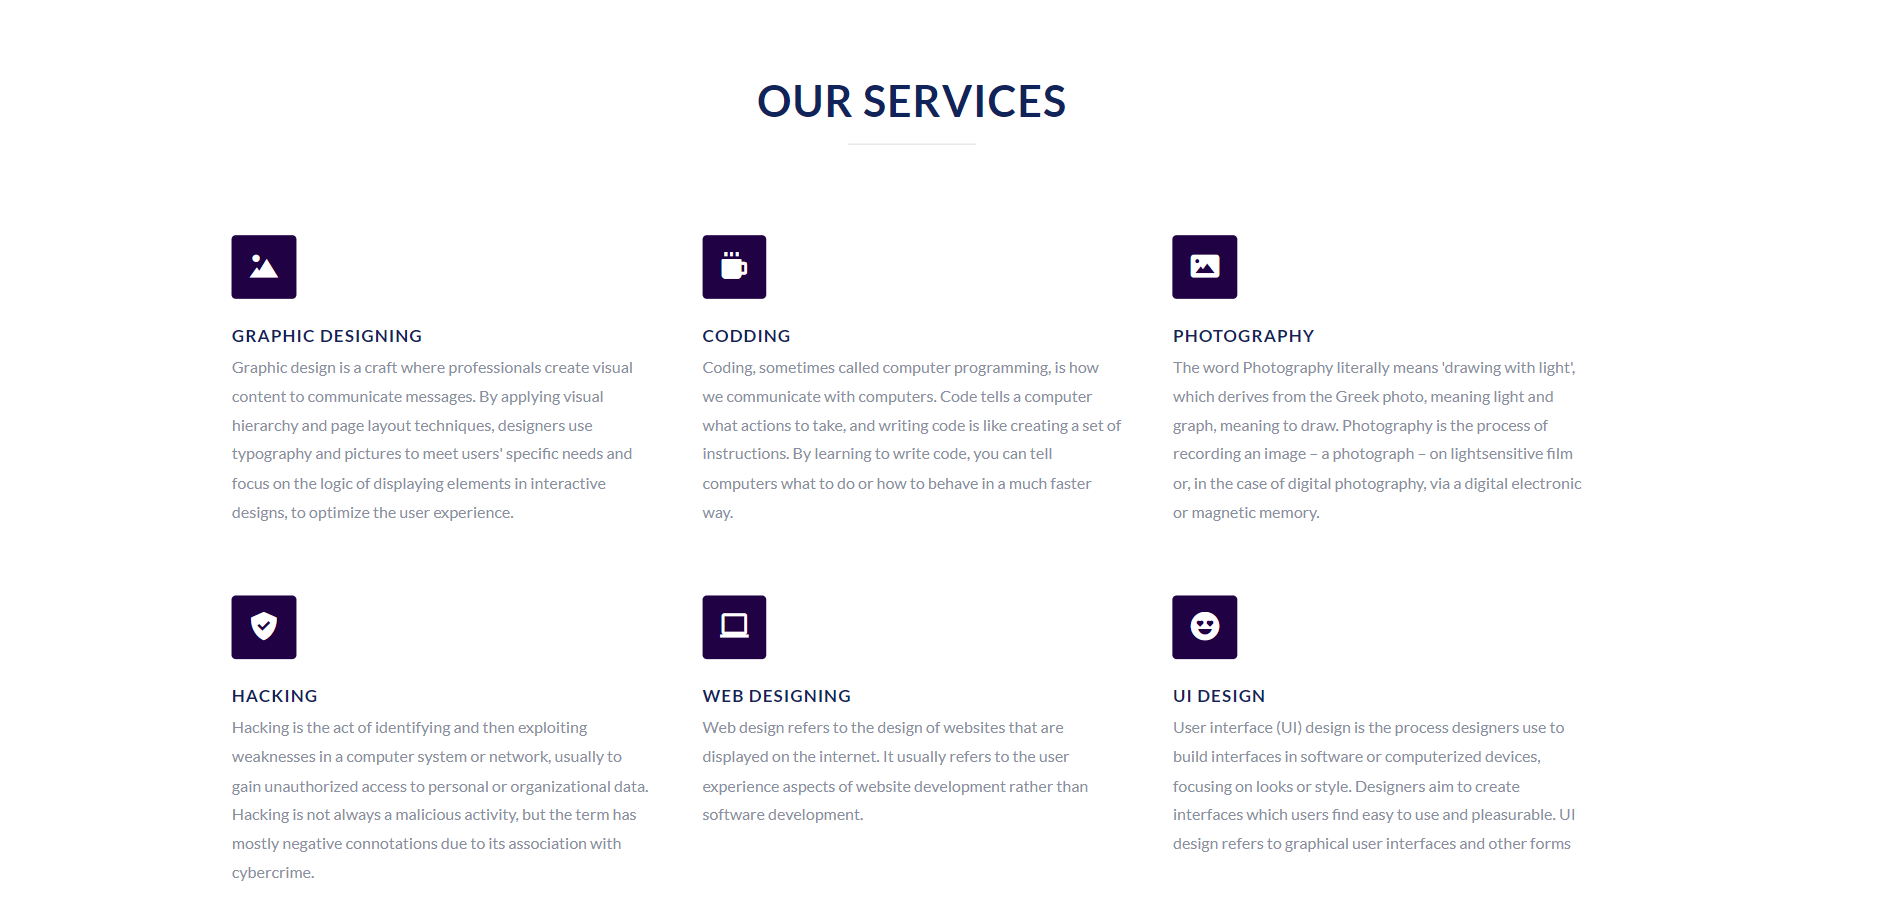 OUR SERVICES
GRAPHIC DESIGNING
Graphic design is a craft where professionals create visual
content to communicate messages. By applying visual
hierarchy and page layout techniques, designers use
typography and pictures to meet users' specific needs and
focus on the logic of displaying elements in interactive
designs, to optimize the user experience.
CODDING
Coding, sometimes called computer programming, is how
we communicate with computers. Code tells a computer
what actions to take, and writing code is like creating a set of
instructions. By learning to write code, you can tell
computers what to do or how to behave in a much faster
way.
PHOTOGRAPHY
The word Photography literally means 'drawing with light',
which derives from the Greek photo, meaning light and
graph, meaning to draw. Photography is the process of
recording an image – a photograph – on lightsensitive film
or, in the case of digital photography, via a digital electronic
or magnetic memory.
HACKING
Hacking is the act of identifying and then exploiting
weaknesses in a computer system or network, usually to
gain unauthorized access to personal or organizational data.
Hacking is not always a malicious activity, but the term has
mostly negative connotations due to its association with
cybercrime.
WEB DESIGNING
Web design refers to the design of websites that are
displayed on the internet. It usually refers to the user
experience aspects of website development rather than
software development.
UI DESIGN
User interface (UI) design is the process designers use to
build interfaces in software or computerized devices,
focusing on looks or style. Designers aim to create
interfaces which users find easy to use and pleasurable. UI
design refers to graphical user interfaces and other forms